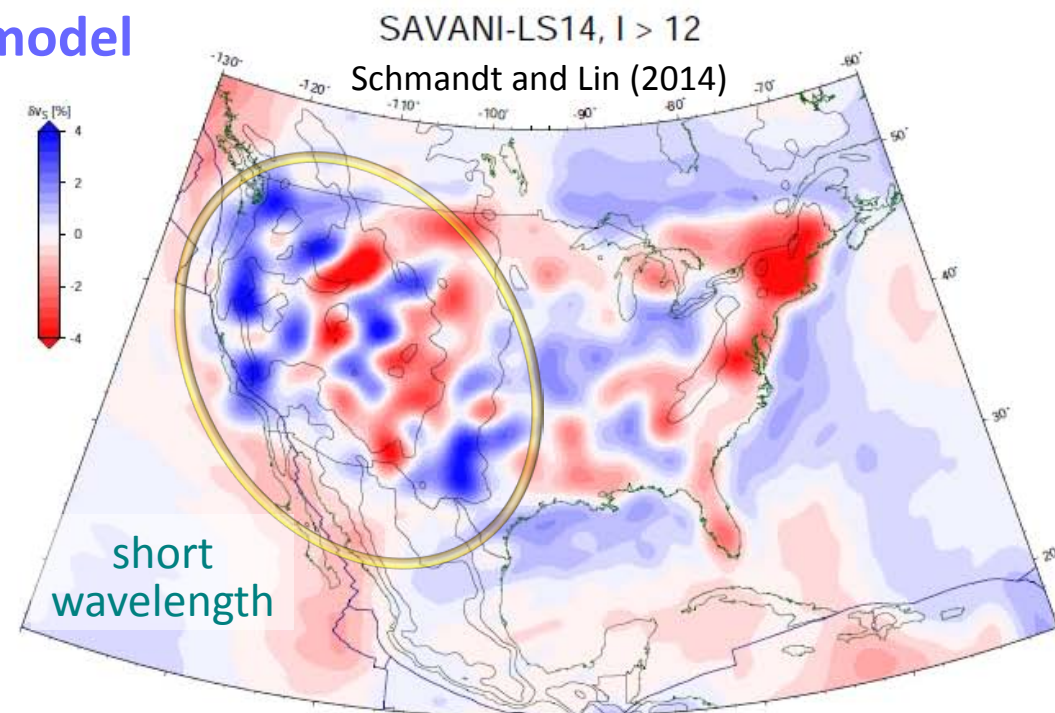 model
SAVANI-LS14, l > 12
Schmandt and Lin (2014)
-130° -120° -110° -100° -90° -80° -70° -60°
δvS [%]
4
2
0
-2
-4
50°
40°
30°
20°
short
wavelength